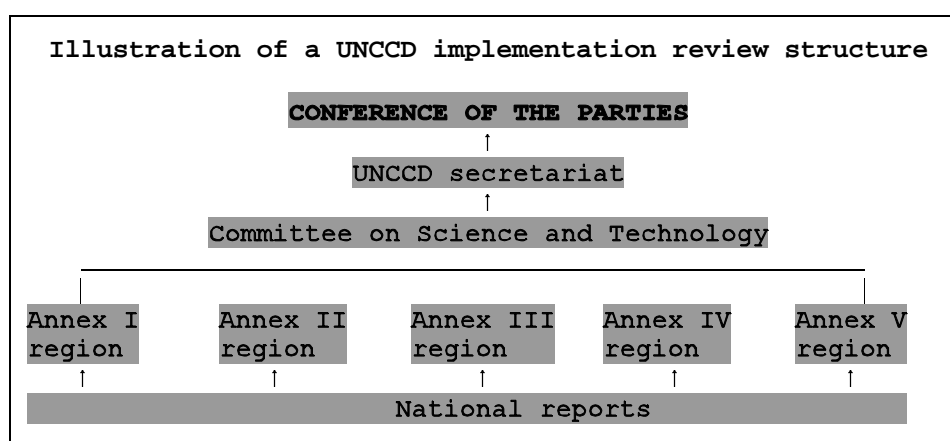 Illustration of a UNCCD implementation review structure
CONFERENCE OF THE PARTIES
↑
UNCCD secretariat
↑
Committee on Science and Technology
Annex I Annex II Annex III Annex IV Annex V
region region region region region
↑ ↑ ↑ ↑ ↑
National reports